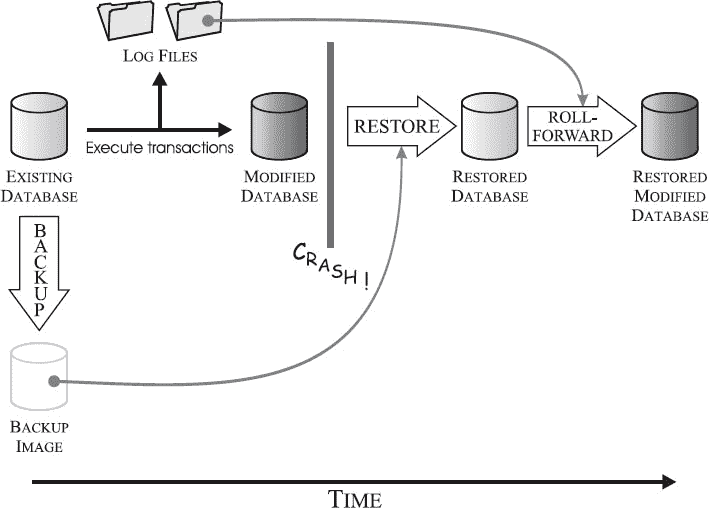 LOG FILES
EXISTING
DATABASE
Execute transactions
MODIFIED
DATABASE
RESTORE
RESTORED
DATABASE
ROLL-
FORWARD
RESTORED
MODIFIED
DATABASE
BACKUP
CRASH!
BACKUP
IMAGE
TIME